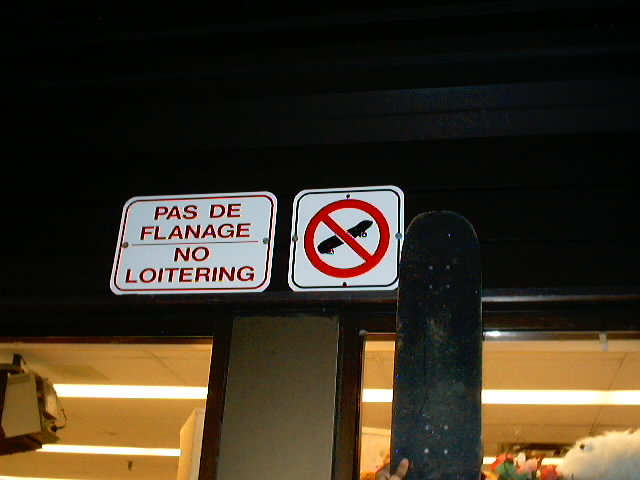 PAS DE
FLANAGE
NO
LOITERING